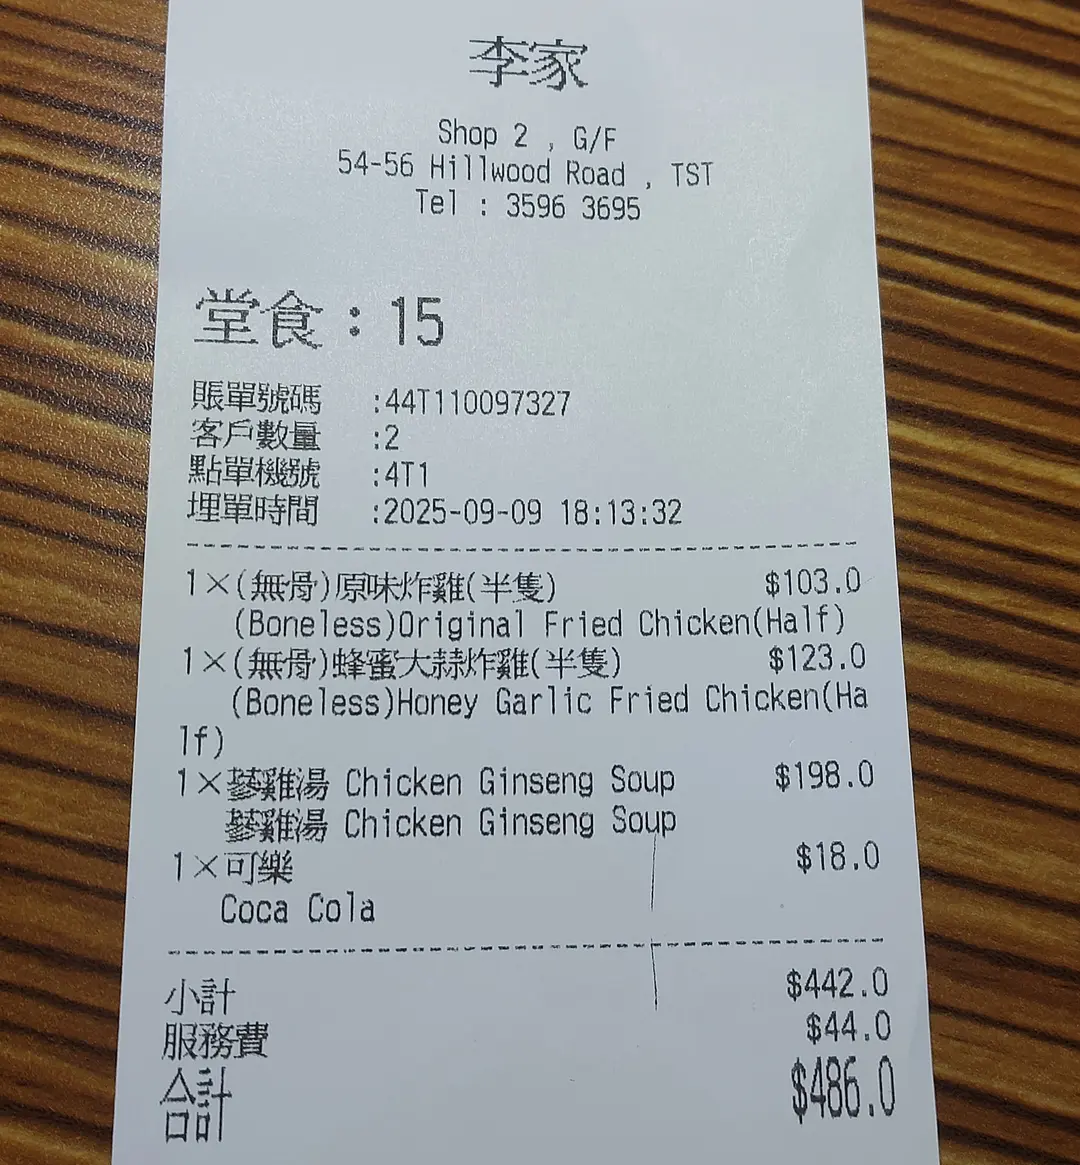 李家
Shop 2 , G/F
54-56 Hillwood Road , TST
Tel : 3596 3695
堂食：15
賬單號碼 :44T110097327
客戶數量 :2
點單機號 :4T1
埋單時間 :2025-09-09 18:13:32
1×(無骨)原味炸雞(半隻) $103.0
(Boneless)Original Fried Chicken(Half)
1×(無骨)蜂蜜大蒜炸雞(半隻) $123.0
(Boneless)Honey Garlic Fried Chicken(Ha
lf)
1×蔘雞湯 Chicken Ginseng Soup $198.0
蔘雞湯 Chicken Ginseng Soup
1×可樂 $18.0
Coca Cola
小計 $442.0
服務費 $44.0
合計 $486.0